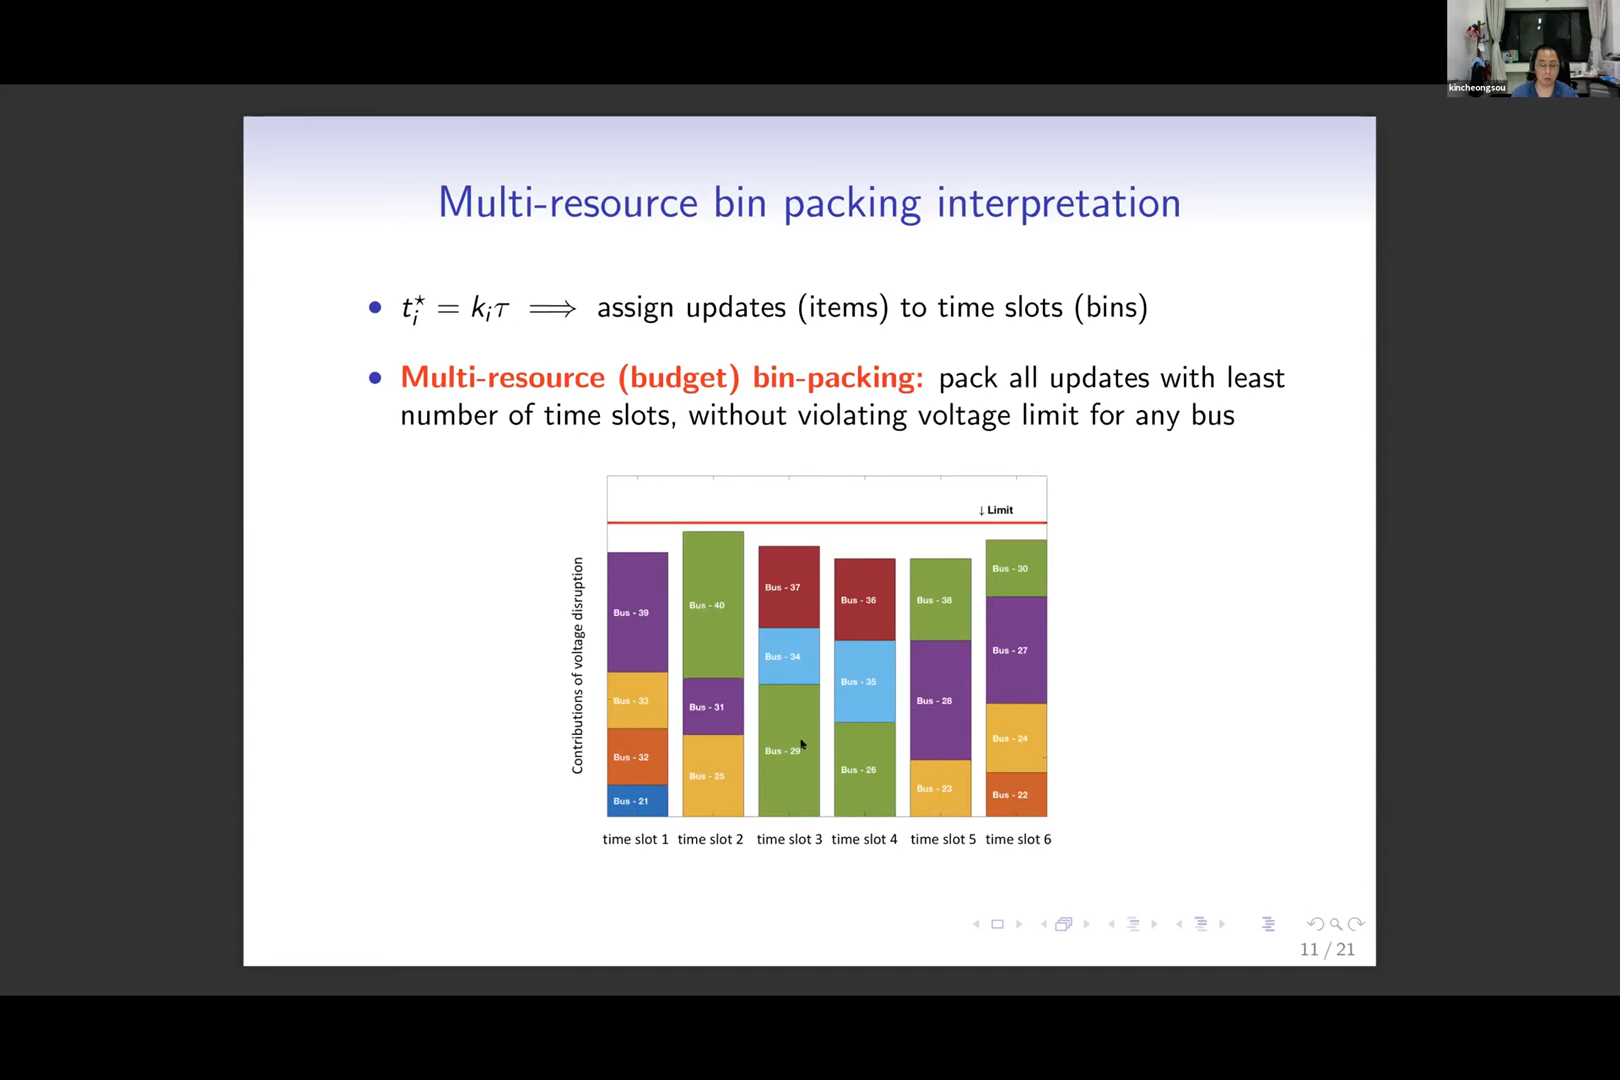 kincheongsou
Multi-resource bin packing interpretation
• t_i^⋆ = k_iτ ⟹ assign updates (items) to time slots (bins)
• Multi-resource (budget) bin-packing: pack all updates with least
number of time slots, without violating voltage limit for any bus
↓ Limit
Contributions of voltage disruption
Bus - 39
Bus - 33
Bus - 32
Bus - 21
Bus - 40
Bus - 31
Bus - 25
Bus - 37
Bus - 34
Bus - 29
Bus - 36
Bus - 35
Bus - 26
Bus - 38
Bus - 28
Bus - 23
Bus - 30
Bus - 27
Bus - 24
Bus - 22
time slot 1 time slot 2 time slot 3 time slot 4 time slot 5 time slot 6
11 / 21